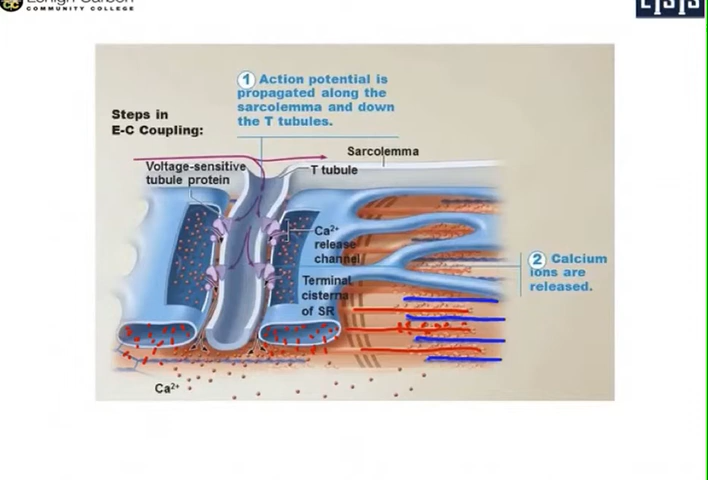 COMMUNITY COLLEGE
1 Action potential is
propagated along the
sarcolemma and down
the T tubules.
Steps in
E-C Coupling:
Sarcolemma
Voltage-sensitive
tubule protein
T tubule
Ca²⁺
release
channel
2 Calcium
ions are
released.
Terminal
cisterna
of SR
Ca²⁺